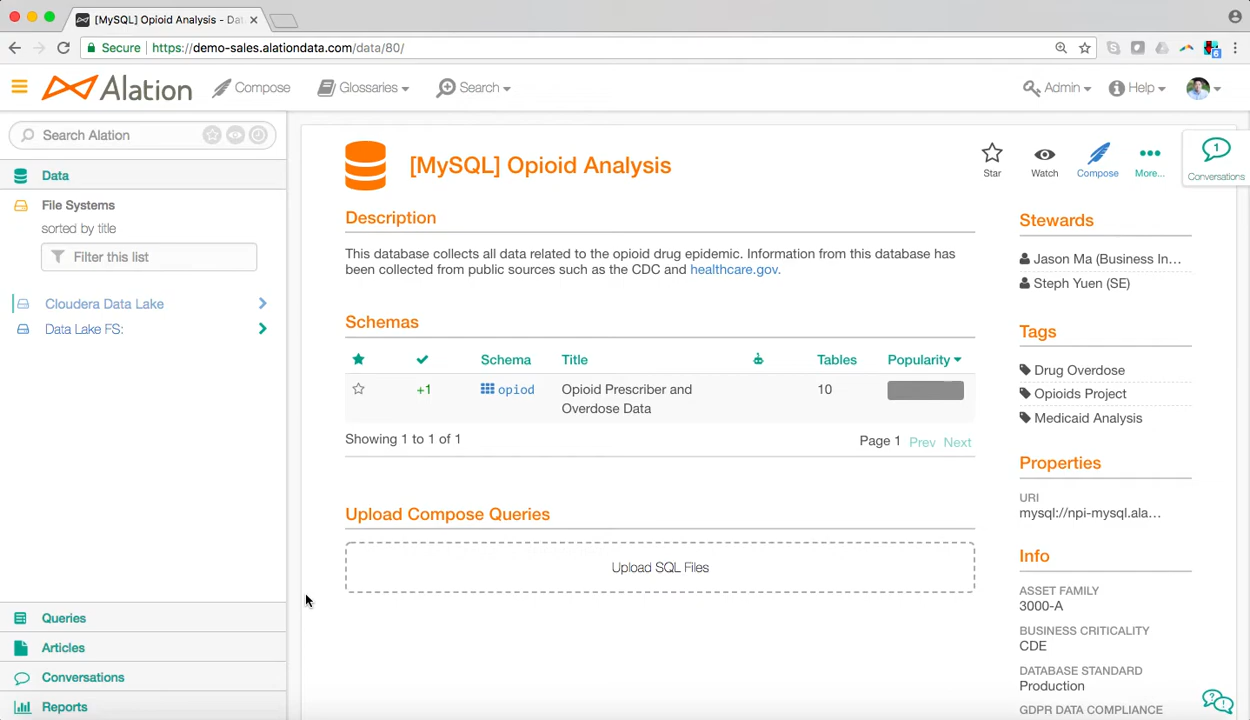 [MySQL] Opioid Analysis - Dat
Secure https://demo-sales.alationdata.com/data/80/
6
Alation Compose Glossaries Search Admin Help
Search Alation
Data
File Systems
sorted by title
Filter this list
Cloudera Data Lake
Data Lake FS:
Queries
Articles
Conversations
Reports
[MySQL] Opioid Analysis
Star Watch Compose More...
1
Conversations
Description
This database collects all data related to the opioid drug epidemic. Information from this database has
been collected from public sources such as the CDC and healthcare.gov.
Schemas
Schema Title Tables Popularity
+1 opiod Opioid Prescriber and 10
Overdose Data
Showing 1 to 1 of 1 Page 1 Prev Next
Upload Compose Queries
Upload SQL Files
Stewards
Jason Ma (Business In...
Steph Yuen (SE)
Tags
Drug Overdose
Opioids Project
Medicaid Analysis
Properties
URI
mysql://npi-mysql.ala...
Info
ASSET FAMILY
3000-A
BUSINESS CRITICALITY
CDE
DATABASE STANDARD
Production
GDPR DATA COMPLIANCE